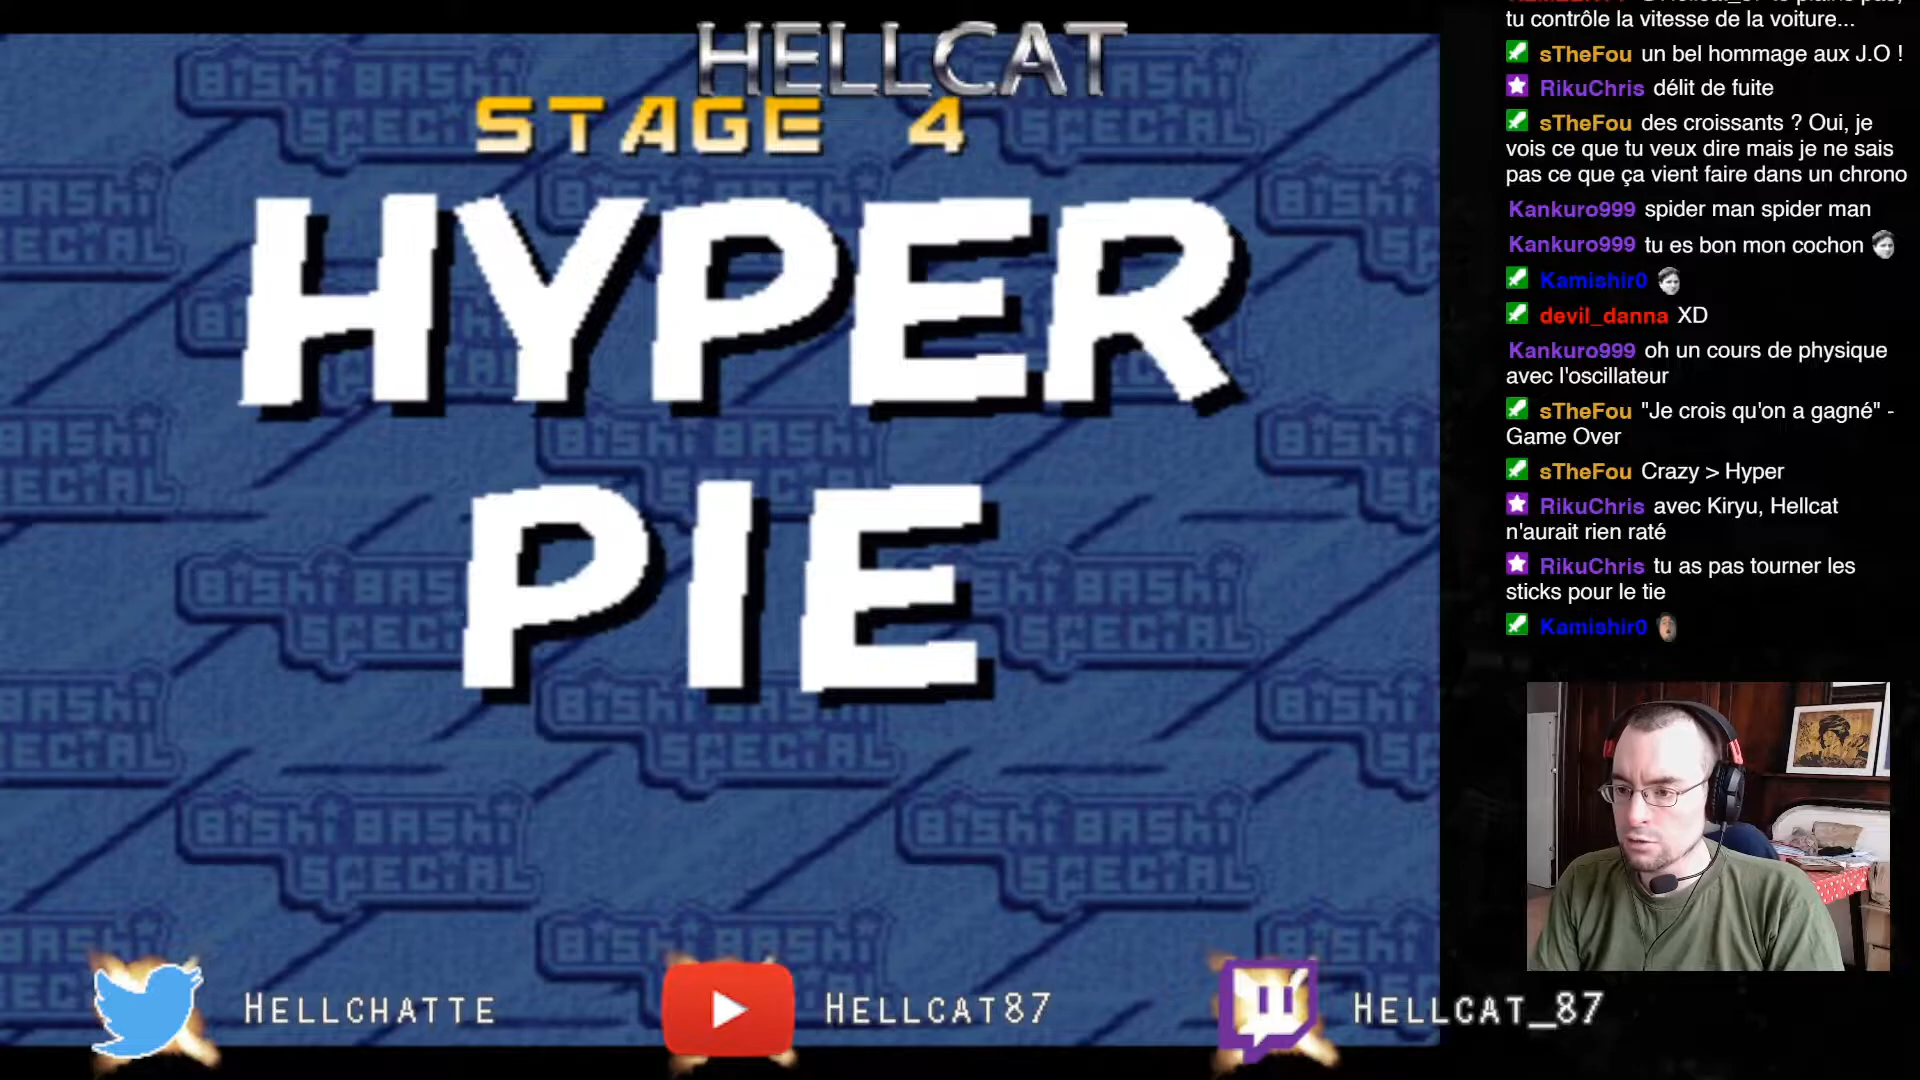 HELLCAT
STAGE 4
HYPER
PIE
BiSHi BASHi
SPECiAL
HELLCHATTE
HELLCAT87
HELLCAT_87
tu contrôle la vitesse de la voiture...
sTheFou un bel hommage aux J.O !
RikuChris délit de fuite
sTheFou des croissants ? Oui, je
vois ce que tu veux dire mais je ne sais
pas ce que ça vient faire dans un chrono
Kankuro999 spider man spider man
Kankuro999 tu es bon mon cochon
Kamishir0
devil_danna XD
Kankuro999 oh un cours de physique
avec l'oscillateur
sTheFou "Je crois qu'on a gagné" -
Game Over
sTheFou Crazy > Hyper
RikuChris avec Kiryu, Hellcat
n'aurait rien raté
RikuChris tu as pas tourner les
sticks pour le tie
Kamishir0